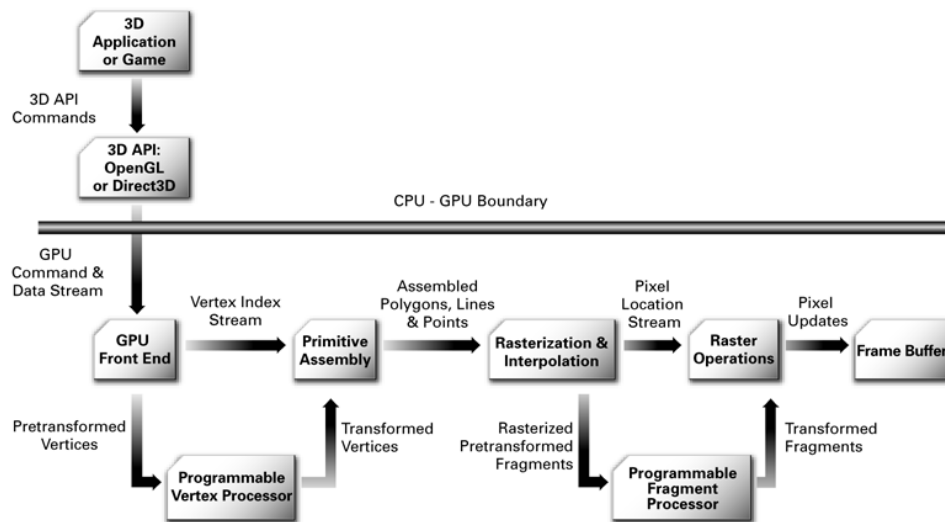 3D
Application
or Game
3D API
Commands
3D API:
OpenGL
or Direct3D
CPU - GPU Boundary
GPU
Command &
Data Stream
Vertex Index
Stream
Assembled
Polygons, Lines
& Points
Pixel
Location
Stream
Pixel
Updates
GPU
Front End
Primitive
Assembly
Rasterization &
Interpolation
Raster
Operations
Frame Buffer
Pretransformed
Vertices
Transformed
Vertices
Rasterized
Pretransformed
Fragments
Transformed
Fragments
Programmable
Vertex Processor
Programmable
Fragment
Processor